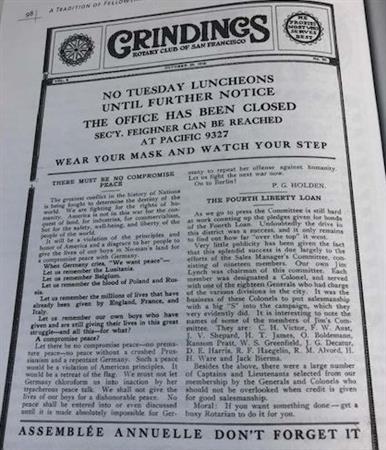 98
A TRADITION OF FELLOW
GRINDINGS
ROTARY CLUB OF SAN FRANCISCO
HE PROFITS MOST WHO SERVES BEST
VOL.
OCTOBER 1918
No.
NO TUESDAY LUNCHEONS
UNTIL FURTHER NOTICE
THE OFFICE HAS BEEN CLOSED
SEC'Y. FEIGHNER CAN BE REACHED
AT PACIFIC 9327
WEAR YOUR MASK AND WATCH YOUR STEP
THERE MUST BE NO COMPROMISE
PEACE
The greatest conflict in the history of Nations
is being fought to determine the destiny of the
world. We are fighting for the rights of hu-
manity. America is not in this war for the con-
quest of land, for industries, for commercialism,
but for the safety, well-being, and liberty of the
people of the world.
It will be a violation of the principles and
honor of America and a disgrace to her people to
give the lives of our boys in No-man's land for
a compromise peace with Germany.
When Germany cries, "We want peace"—
Let us remember the Lusitania.
Let us remember Belgium.
Let us remember the blood of Poland and Rus-
sia.
Let us remember the millions of lives that have
already been given by England, France, and
Italy.
Let us remember our own boys who have
given and are still giving their lives in this great
struggle—and all this—for what?
A compromise peace?
Let there be no compromise peace—no prema-
ture peace—no peace without a crushed Prus-
sianism and a repentant Germany. Such a peace
would be a violation of American principles. It
would be a retreat of the flag. We must not let
Germany chloroform us into inaction by her
treacherous peace talk. We shall not give the
lives of our boys for a dishonorable peace. No
peace shall be entered into or even discussed
until it is made absolutely impossible for Ger-
many to repeat her offense against humanity.
Let us fight the next war now.
On to Berlin!
P. G. HOLDEN.
THE FOURTH LIBERTY LOAN
As we go to press the Committee is still hard
at work counting up the pledges given for bonds
of the Fourth Loan. Undoubtedly the drive in
this district was a success, and it only remains
to find out how far "over the top" it went.
Very little publicity has been given the fact
that this splendid success is due largely to the
efforts of the Sales Manager's Committee, con-
sisting of nineteen members. Our own Jim
Lynch was chairman of this committee. Each
member was designated a Colonel, and served
with one of the eighteen Generals who had charge
of the various divisions in the city. It was the
business of these Colonels to put salesmanship
with a big "S" into the campaign, which they
very evidently did. It is interesting to note the
names of some of the members of Jim's Com-
mittee. They are: C. H. Victor, F. W. Anst,
J. V. Shepard, H. T. James, O. Boldemann,
Ransom Pratt, W. S. Greenfield, J. G. Decatur,
D. E. Harris, R. F. Haegelin, R. M. Alvord, H.
H. Ware and Jack Bierma.
Besides the above, there were a large number
of Captains and Lieutenants selected from our
membership by the Generals and Colonels who
should not be overlooked when credit is given
for good salesmanship.
Moral: If you want something done—get a
busy Rotarian to do it for you.
ASSEMBLÉE ANNUELLE DON'T FORGET IT